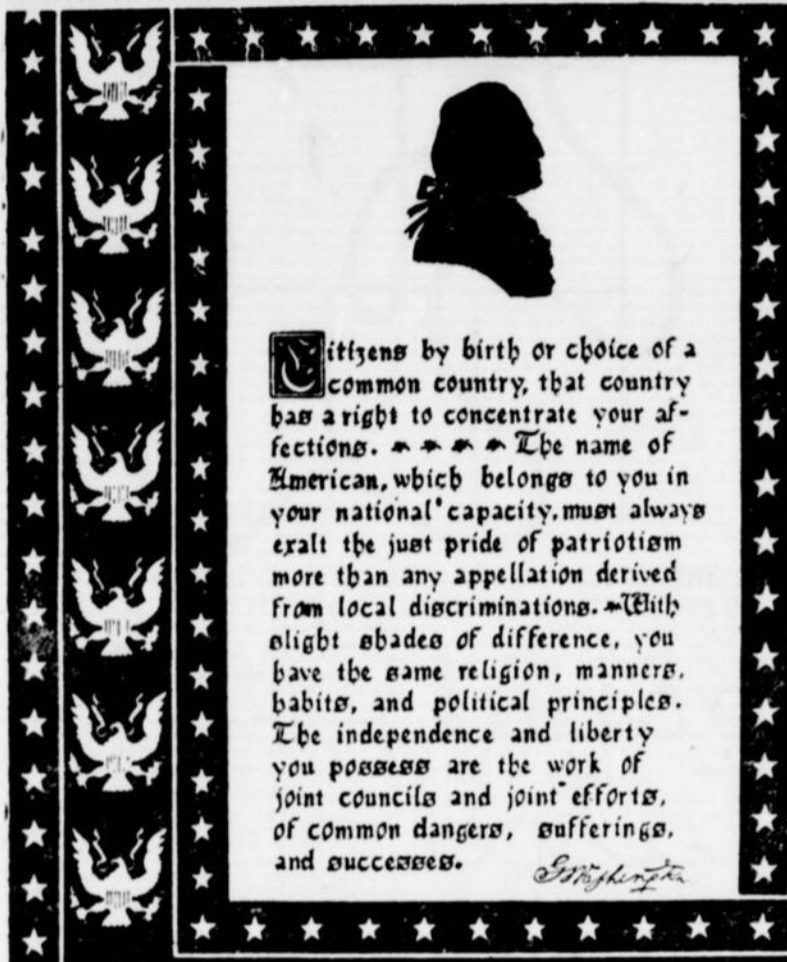 Citizens by birth or choice of a
common country, that country
has a right to concentrate your af-
fections. The name of
American, which belongs to you in
your national capacity, must always
exalt the just pride of patriotism
more than any appellation derived
from local discriminations. With
slight shades of difference, you
have the same religion, manners,
habits, and political principles.
The independence and liberty
you possess are the work of
joint councils and joint efforts,
of common dangers, sufferings,
and successes.
GWashington